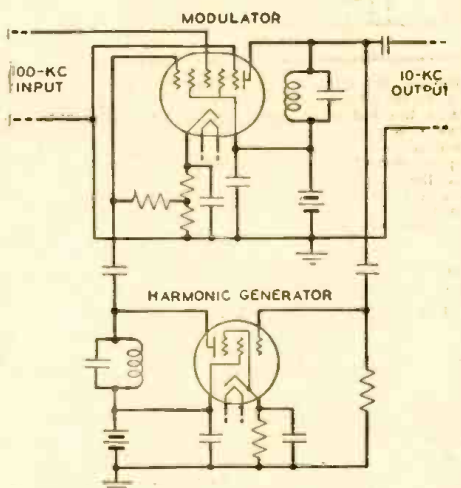 MODULATOR
100-KC
INPUT
10-KC
OUTPUT
HARMONIC GENERATOR